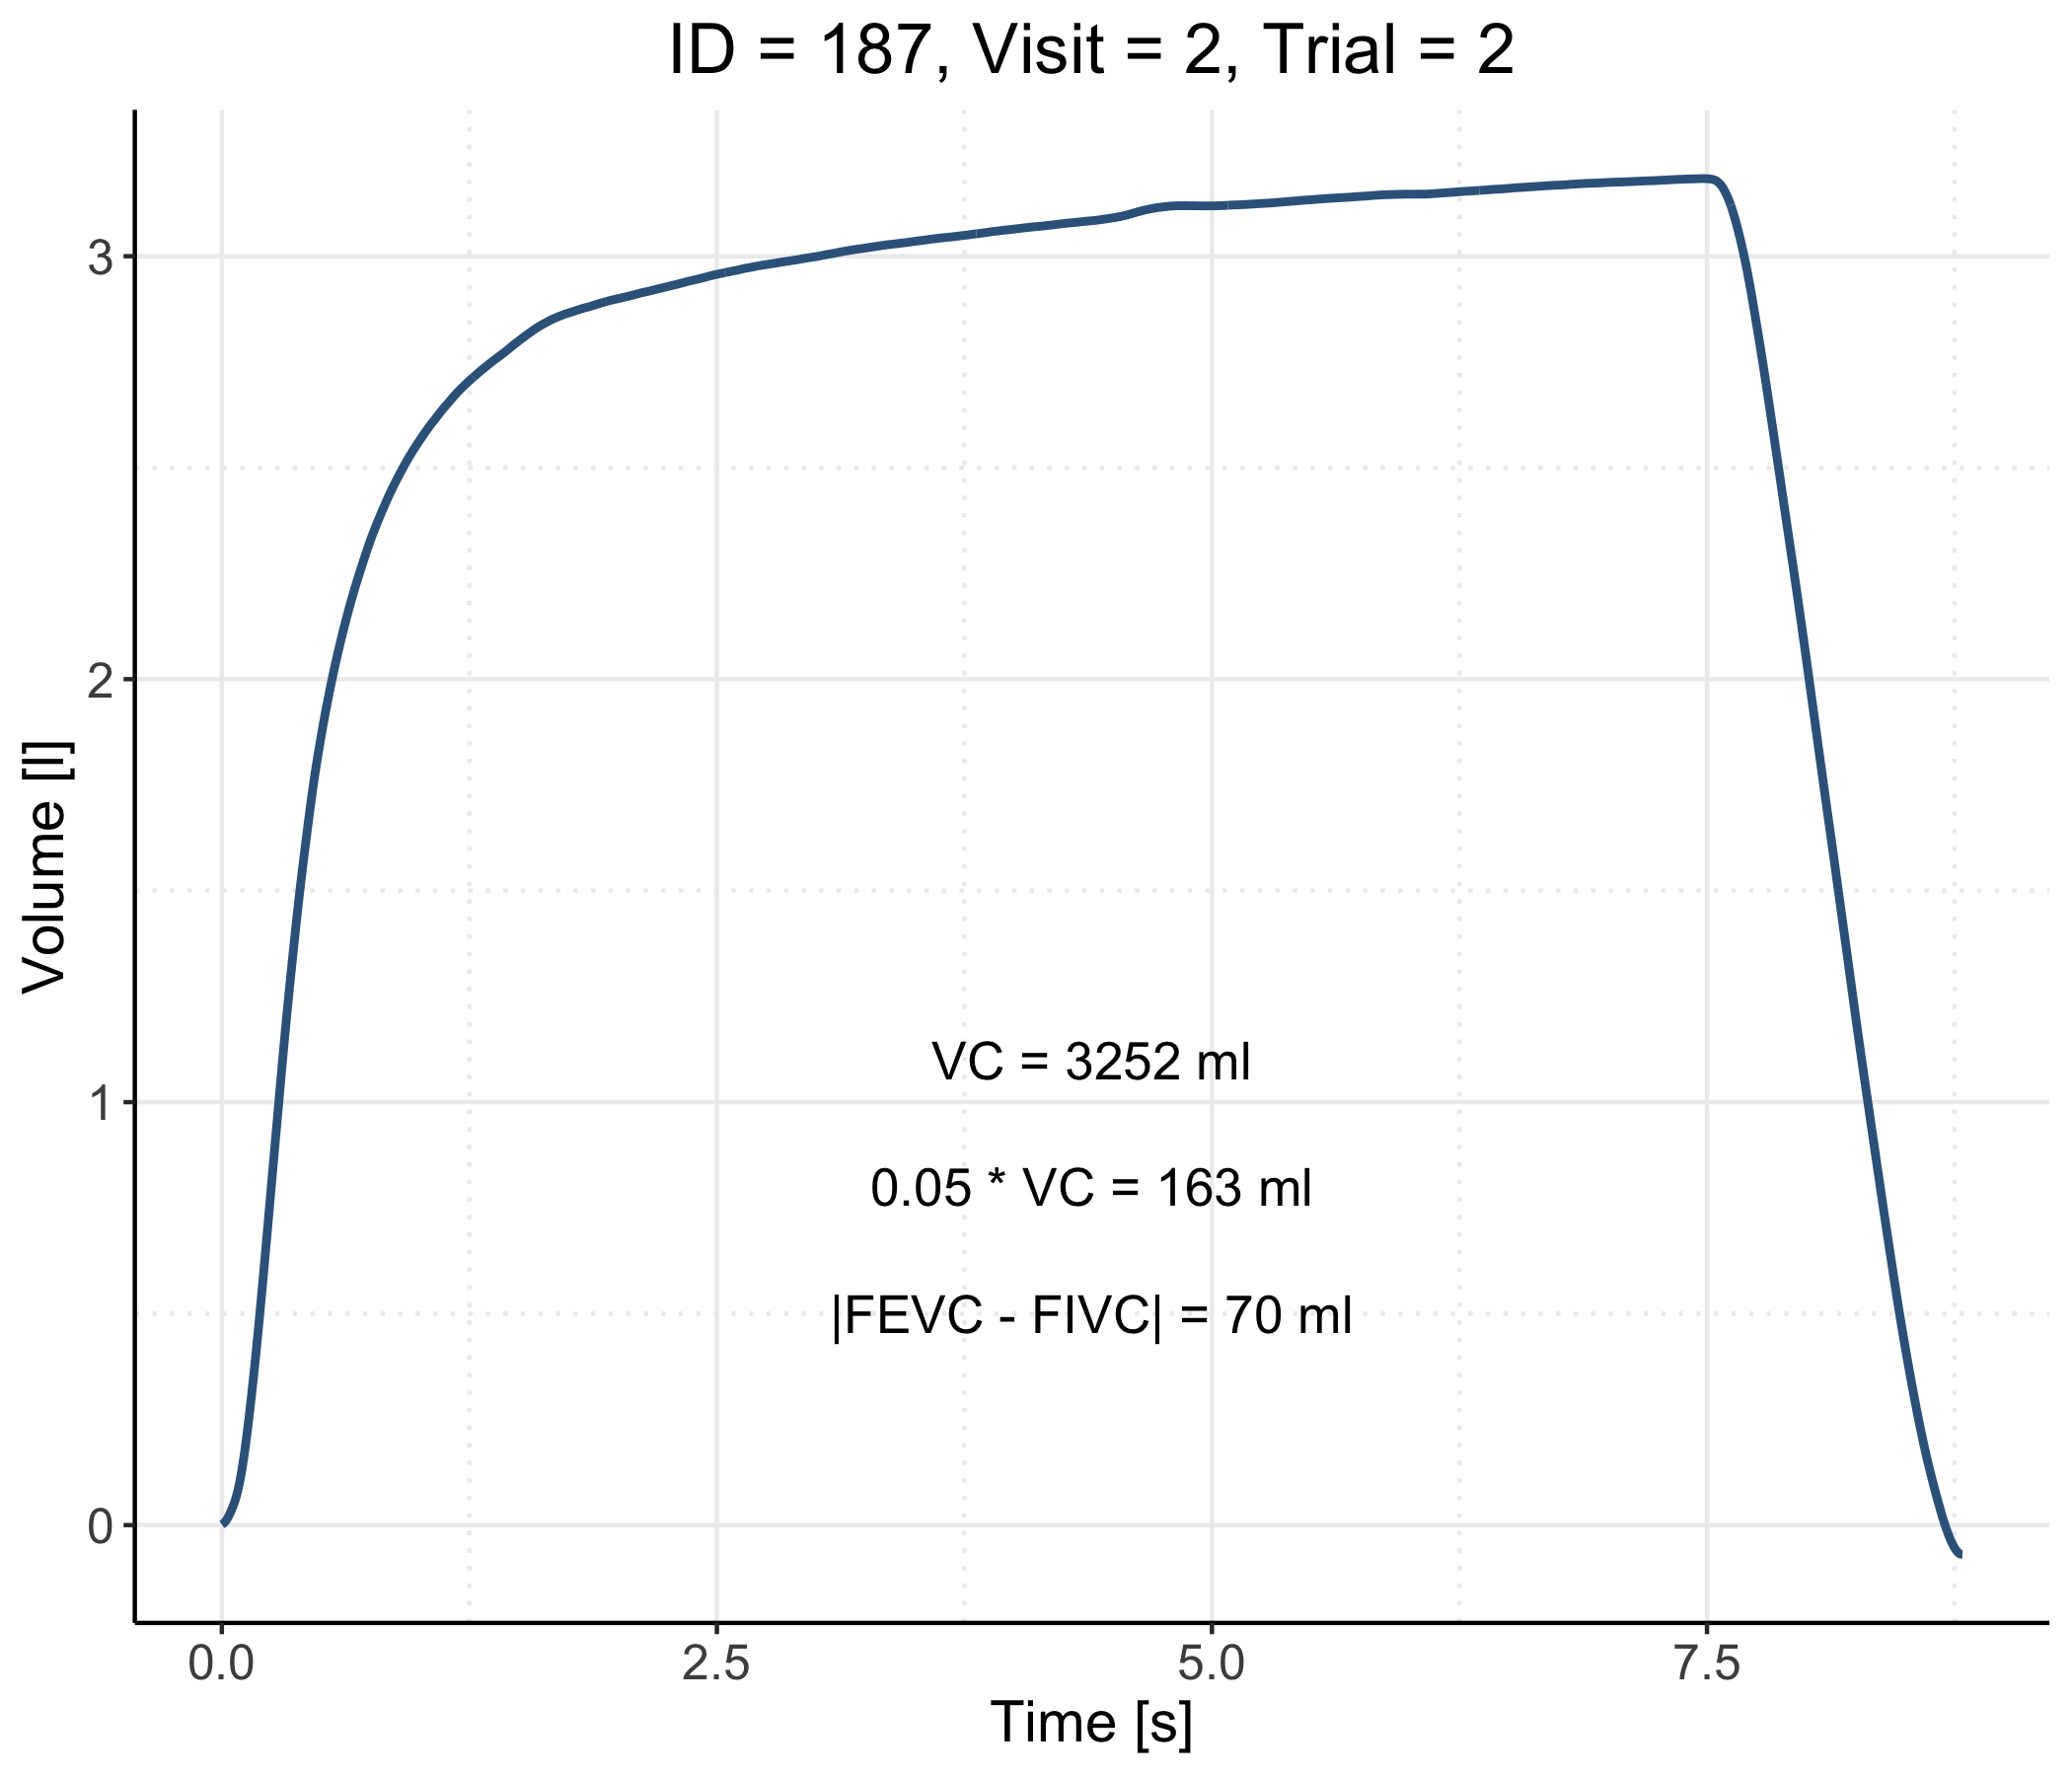 ID = 187, Visit = 2, Trial = 2
3
2
1
0
Volume [l]
VC = 3252 ml
0.05 * VC = 163 ml
|FEVC - FIVC| = 70 ml
0.0 2.5 5.0 7.5
Time [s]